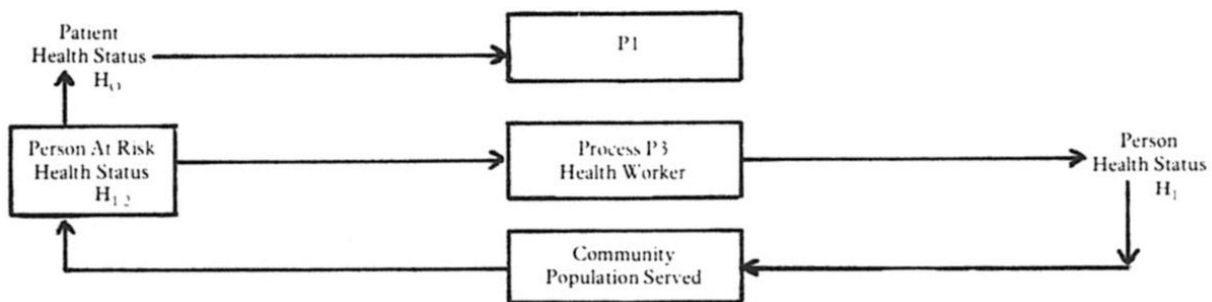 Patient
Health Status
P1
Person At Risk
Health Status
Process P3
Health Worker
Person
Health Status
H₁
Community
Population Served